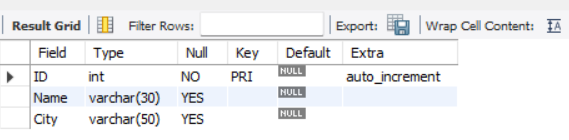 Result Grid Filter Rows: Export: Wrap Cell Content: IA
Field Type Null Key Default Extra
ID int NO PRI NULL auto_increment
Name varchar(30) YES NULL
City varchar(50) YES NULL